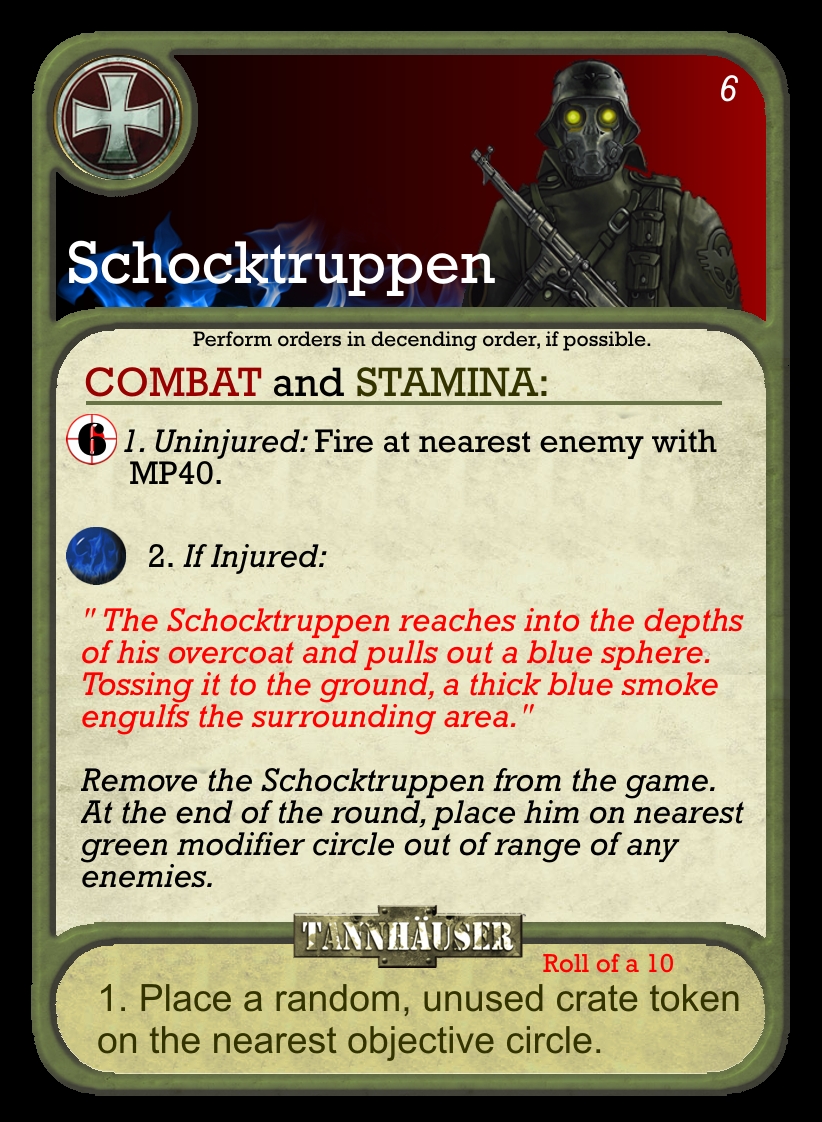 6
Schocktruppen
Perform orders in decending order, if possible.
COMBAT and STAMINA:
6 1. Uninjured: Fire at nearest enemy with
MP40.
2. If Injured:
" The Schocktruppen reaches into the depths
of his overcoat and pulls out a blue sphere.
Tossing it to the ground, a thick blue smoke
engulfs the surrounding area."
Remove the Schocktruppen from the game.
At the end of the round, place him on nearest
green modifier circle out of range of any
enemies.
TANNHÄUSER
Roll of a 10
1. Place a random, unused crate token
on the nearest objective circle.